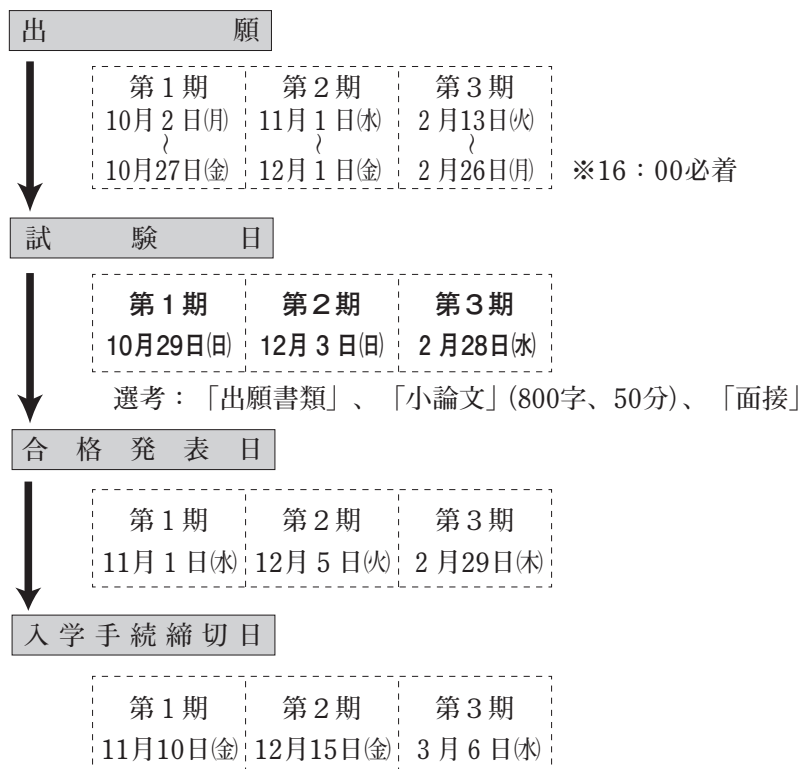 出願
第1期 第2期 第3期
10月2日㈪ 11月1日㈬ 2月13日㈫
〜 〜 〜
10月27日㈮ 12月1日㈮ 2月26日㈪ ※16：00必着
試験日
第1期 第2期 第3期
10月29日㈰ 12月3日㈰ 2月28日㈬
選考：「出願書類」、「小論文」（800字、50分）、「面接」
合格発表日
第1期 第2期 第3期
11月1日㈬ 12月5日㈫ 2月29日㈭
入学手続締切日
第1期 第2期 第3期
11月10日㈮ 12月15日㈮ 3月6日㈬